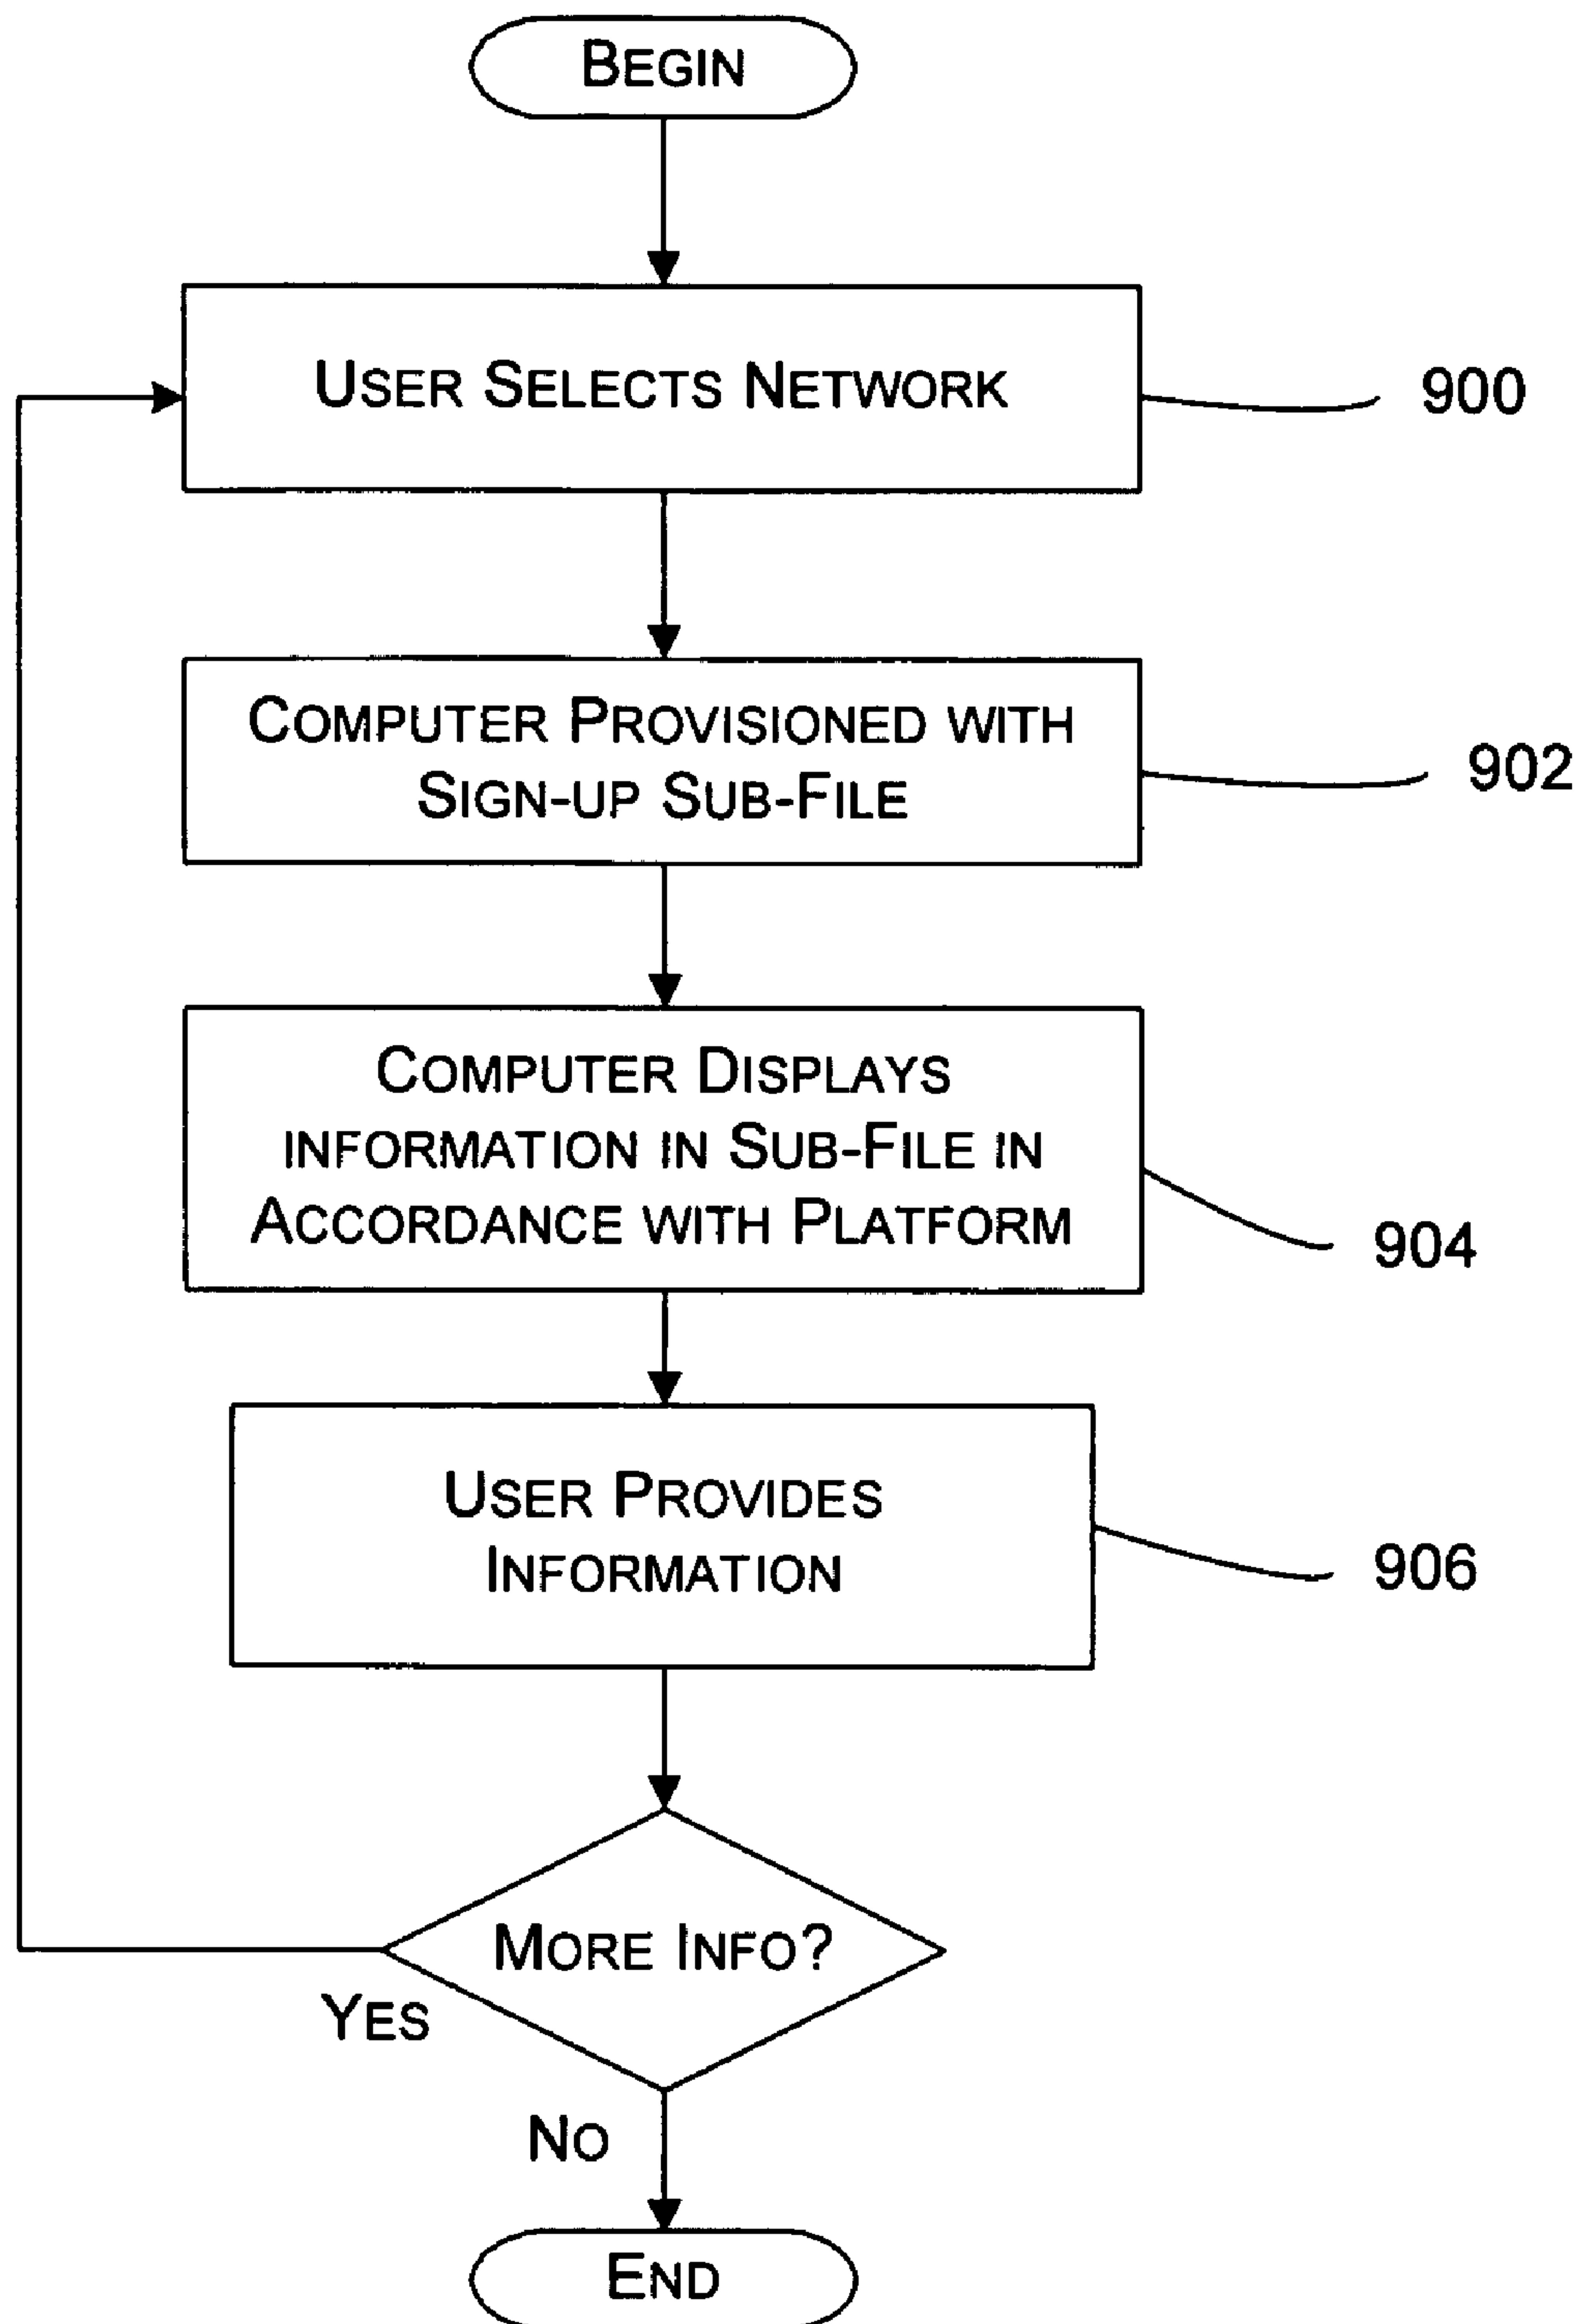 BEGIN
USER SELECTS NETWORK
900
COMPUTER PROVISIONED WITH
SIGN-UP SUB-FILE
902
COMPUTER DISPLAYS
INFORMATION IN SUB-FILE IN
ACCORDANCE WITH PLATFORM
904
USER PROVIDES
INFORMATION
906
MORE INFO?
YES
NO
END